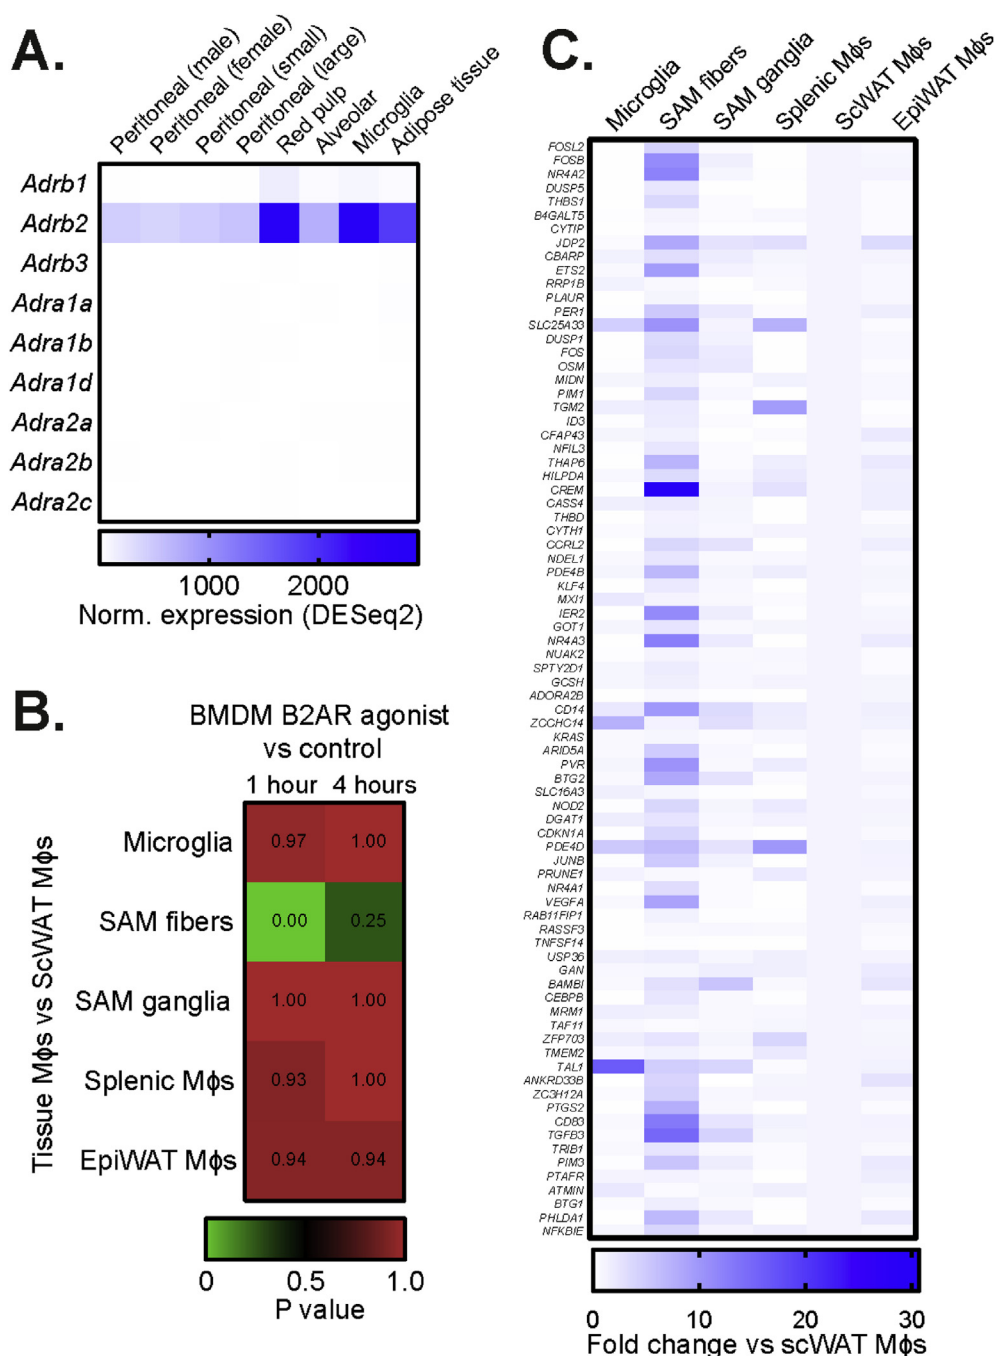 A.
Peritoneal (male)
Peritoneal (female)
Peritoneal (small)
Peritoneal (large)
Red pulp
Alveolar
Microglia
Adipose tissue
Adrb1
Adrb2
Adrb3
Adra1a
Adra1b
Adra1d
Adra2a
Adra2b
Adra2c
1000 2000
Norm. expression (DESeq2)
B.
BMDM B2AR agonist
vs control
1 hour 4 hours
Tissue Mϕs vs ScWAT Mϕs
Microglia 0.97 1.00
SAM fibers 0.00 0.25
SAM ganglia 1.00 1.00
Splenic Mϕs 0.93 1.00
EpiWAT Mϕs 0.94 0.94
0 0.5 1.0
P value
C.
Microglia
SAM fibers
SAM ganglia
Splenic Mϕs
ScWAT Mϕs
EpiWAT Mϕs
FOSL2
FOSB
NR4A2
DUSP5
THBS1
B4GALT5
CYTIP
JDP2
CBARP
ETS2
RRP1B
PLAUR
PER1
SLC25A33
DUSP1
FOS
OSM
MIDN
PIM1
TGM2
ID3
CFAP43
NFIL3
THAP6
HILPDA
CREM
CASS4
THBD
CYTH1
CCRL2
NDEL1
PDE4B
KLF4
MXI1
IER2
GOT1
NR4A3
NUAK2
SPTY2D1
GCSH
ADORA2B
CD14
ZCCHC14
KRAS
ARID5A
PVR
BTG2
SLC16A3
NOD2
DGAT1
CDKN1A
PDE4D
JUNB
PRUNE1
NR4A1
VEGFA
RAB11FIP1
RASSF3
TNFSF14
USP36
GAN
BAMBI
CEBPB
MRM1
TAF11
ZFP703
TMEM2
TAL1
ANKRD33B
ZC3H12A
PTGS2
CD83
TGFB3
TRIB1
PIM3
PTAFR
ATMIN
BTG1
PHLDA1
NFKBIE
0 10 20 30
Fold change vs scWAT Mϕs